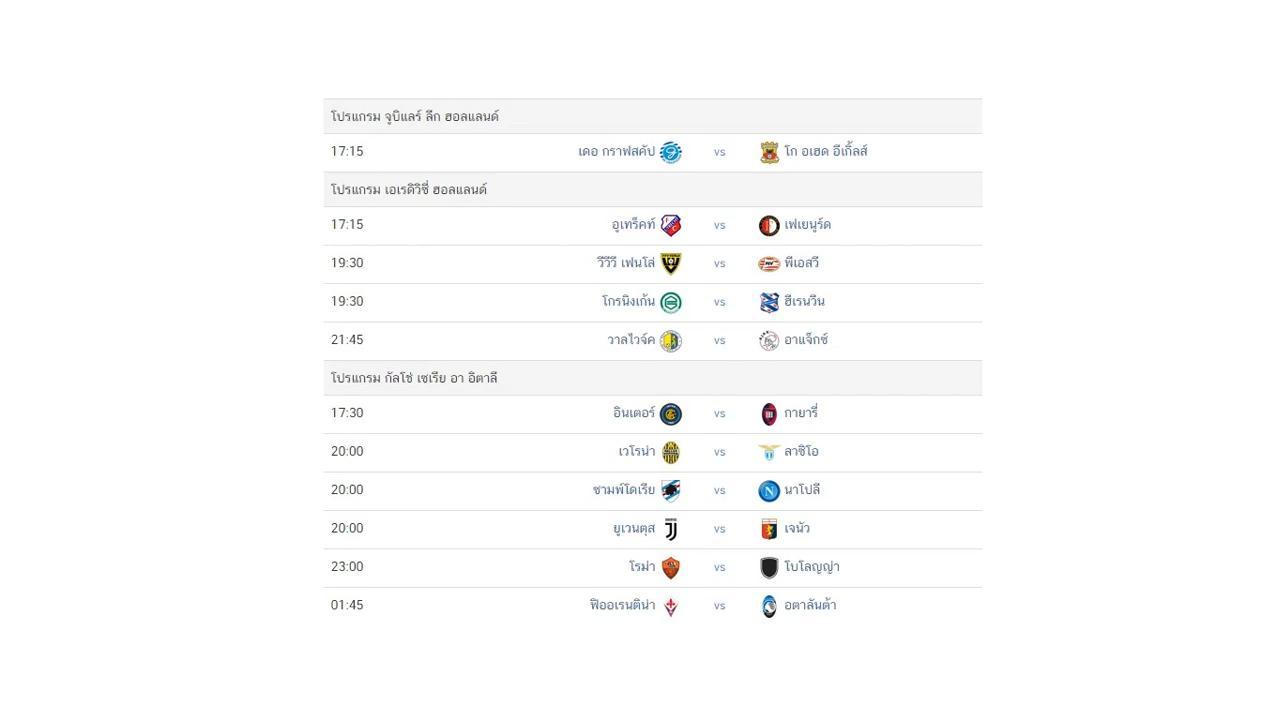 โปรแกรม จูบิแลร์ ลีก ฮอลแลนด์
17:15 เดอ กราฟสคัป vs โก อเฮด อีเกิ้ลส์
โปรแกรม เอเรดิวิซี่ ฮอลแลนด์
17:15 อูเทร็คท์ vs เฟเยนูร์ด
19:30 วีวีวี เฟนโล่ vs พีเอสวี
19:30 โกรนิงเก้น vs ฮีเรนวีน
21:45 วาลไวจ์ค vs อาแจ็กซ์
โปรแกรม กัลโช่ เซเรีย อา อิตาลี
17:30 อินเตอร์ vs กายารี่
20:00 เวโรน่า vs ลาซิโอ
20:00 ซามพ์โดเรีย vs นาโปลี
20:00 ยูเวนตุส vs เจนัว
23:00 โรม่า vs โบโลญญ่า
01:45 ฟิออเรนติน่า vs อตาลันต้า